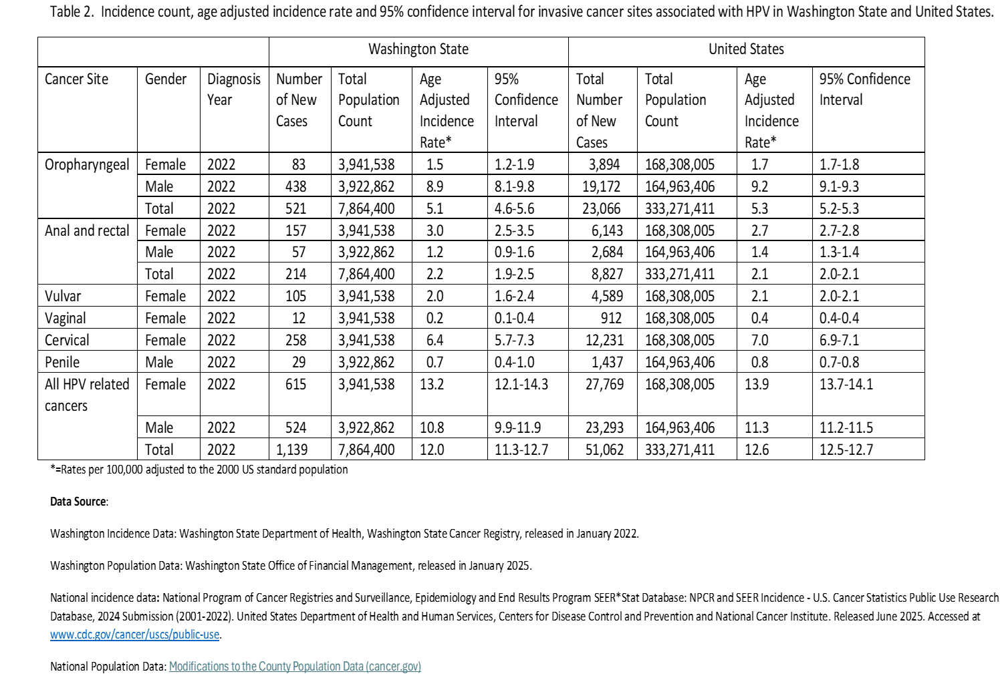 Table 2. Incidence count, age adjusted incidence rate and 95% confidence interval for invasive cancer sites associated with HPV in Washington State and United States.
Washington State United States
Cancer Site Gender Diagnosis Year Number of New Cases Total Population Count Age Adjusted Incidence Rate* 95% Confidence Interval Total Number of New Cases Total Population Count Age Adjusted Incidence Rate* 95% Confidence Interval
Oropharyngeal Female 2022 83 3,941,538 1.5 1.2-1.9 3,894 168,308,005 1.7 1.7-1.8
Male 2022 438 3,922,862 8.9 8.1-9.8 19,172 164,963,406 9.2 9.1-9.3
Total 2022 521 7,864,400 5.1 4.6-5.6 23,066 333,271,411 5.3 5.2-5.3
Anal and rectal Female 2022 157 3,941,538 3.0 2.5-3.5 6,143 168,308,005 2.7 2.7-2.8
Male 2022 57 3,922,862 1.2 0.9-1.6 2,684 164,963,406 1.4 1.3-1.4
Total 2022 214 7,864,400 2.2 1.9-2.5 8,827 333,271,411 2.1 2.0-2.1
Vulvar Female 2022 105 3,941,538 2.0 1.6-2.4 4,589 168,308,005 2.1 2.0-2.1
Vaginal Female 2022 12 3,941,538 0.2 0.1-0.4 912 168,308,005 0.4 0.4-0.4
Cervical Female 2022 258 3,941,538 6.4 5.7-7.3 12,231 168,308,005 7.0 6.9-7.1
Penile Male 2022 29 3,922,862 0.7 0.4-1.0 1,437 164,963,406 0.8 0.7-0.8
All HPV related cancers Female 2022 615 3,941,538 13.2 12.1-14.3 27,769 168,308,005 13.9 13.7-14.1
Male 2022 524 3,922,862 10.8 9.9-11.9 23,293 164,963,406 11.3 11.2-11.5
Total 2022 1,139 7,864,400 12.0 11.3-12.7 51,062 333,271,411 12.6 12.5-12.7
*=Rates per 100,000 adjusted to the 2000 US standard population
Data Source:
Washington Incidence Data: Washington State Department of Health, Washington State Cancer Registry, released in January 2022.
Washington Population Data: Washington State Office of Financial Management, released in January 2025.
National incidence data: National Program of Cancer Registries and Surveillance, Epidemiology and End Results Program SEER*Stat Database: NPCR and SEER Incidence - U.S. Cancer Statistics Public Use Research
Database, 2024 Submission (2001-2022). United States Department of Health and Human Services, Centers for Disease Control and Prevention and National Cancer Institute. Released June 2025. Accessed at
www.cdc.gov/cancer/uscs/public-use.
National Population Data: Modifications to the County Population Data (cancer.gov)